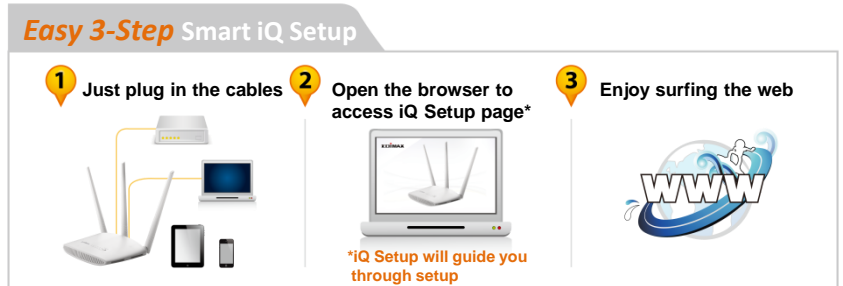 Easy 3-Step Smart iQ Setup
1 Just plug in the cables
2 Open the browser to
access iQ Setup page*
EDIMAX
*iQ Setup will guide you
through setup
3 Enjoy surfing the web
WWW